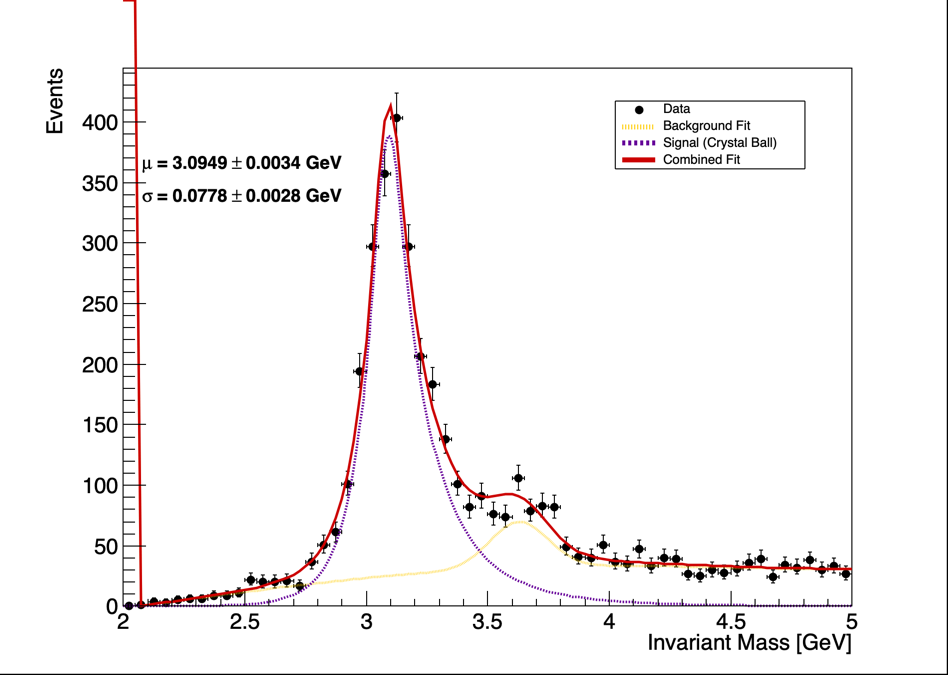 Events
400
350
300
250
200
150
100
50
0
μ = 3.0949 ± 0.0034 GeV
σ = 0.0778 ± 0.0028 GeV
Data
Background Fit
Signal (Crystal Ball)
Combined Fit
2 2.5 3 3.5 4 4.5 5
Invariant Mass [GeV]